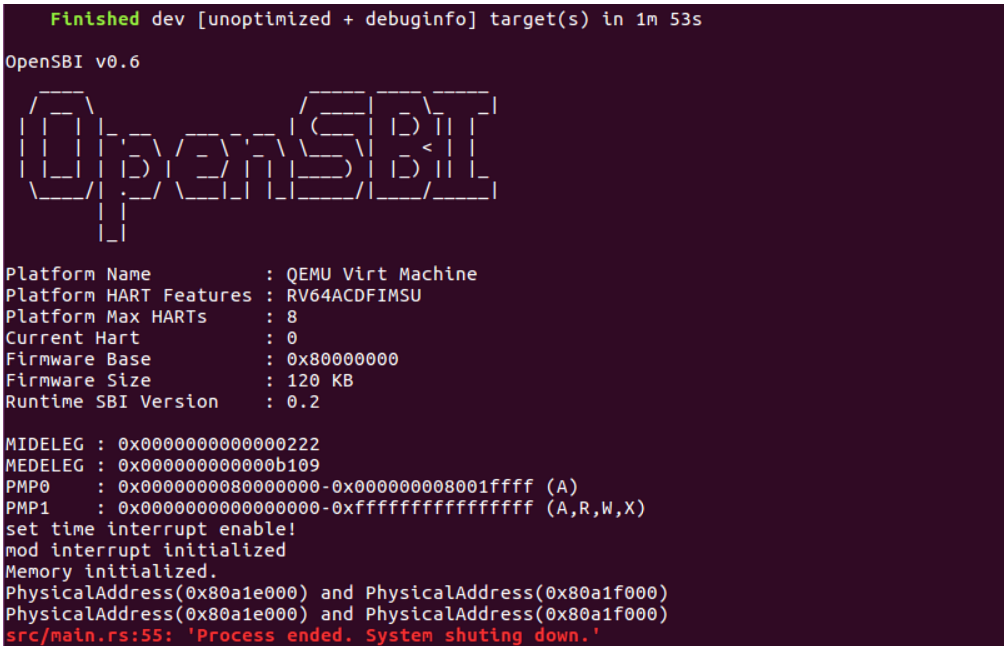 Finished dev [unoptimized + debuginfo] target(s) in 1m 53s
OpenSBI v0.6
OpenSBI
Platform Name : QEMU Virt Machine
Platform HART Features : RV64ACDFIMSU
Platform Max HARTs : 8
Current Hart : 0
Firmware Base : 0x80000000
Firmware Size : 120 KB
Runtime SBI Version : 0.2
MIDELEG : 0x0000000000000222
MEDELEG : 0x000000000000b109
PMP0 : 0x0000000080000000-0x000000008001ffff (A)
PMP1 : 0x0000000000000000-0xffffffffffffffff (A,R,W,X)
set time interrupt enable!
mod interrupt initialized
Memory initialized.
PhysicalAddress(0x80a1e000) and PhysicalAddress(0x80a1f000)
PhysicalAddress(0x80a1e000) and PhysicalAddress(0x80a1f000)
src/main.rs:55: 'Process ended. System shutting down.'